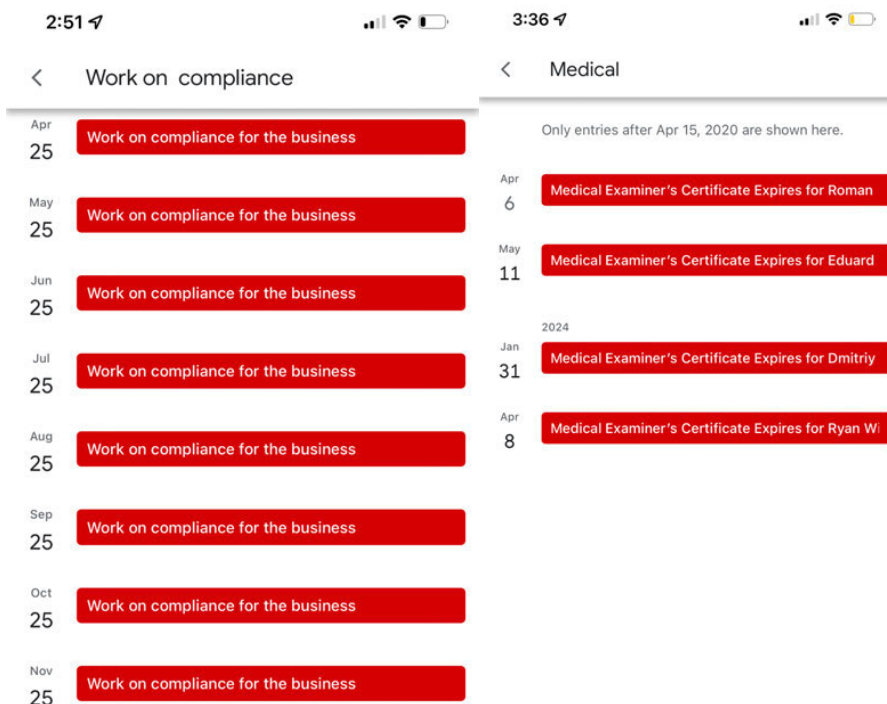 2:51
Work on compliance
Apr
25
Work on compliance for the business
May
25
Work on compliance for the business
Jun
25
Work on compliance for the business
Jul
25
Work on compliance for the business
Aug
25
Work on compliance for the business
Sep
25
Work on compliance for the business
Oct
25
Work on compliance for the business
Nov
25
Work on compliance for the business
3:36
Medical
Only entries after Apr 15, 2020 are shown here.
Apr
6
Medical Examiner's Certificate Expires for Roman
May
11
Medical Examiner's Certificate Expires for Eduard
2024
Jan
31
Medical Examiner's Certificate Expires for Dmitriy
Apr
8
Medical Examiner's Certificate Expires for Ryan Wi